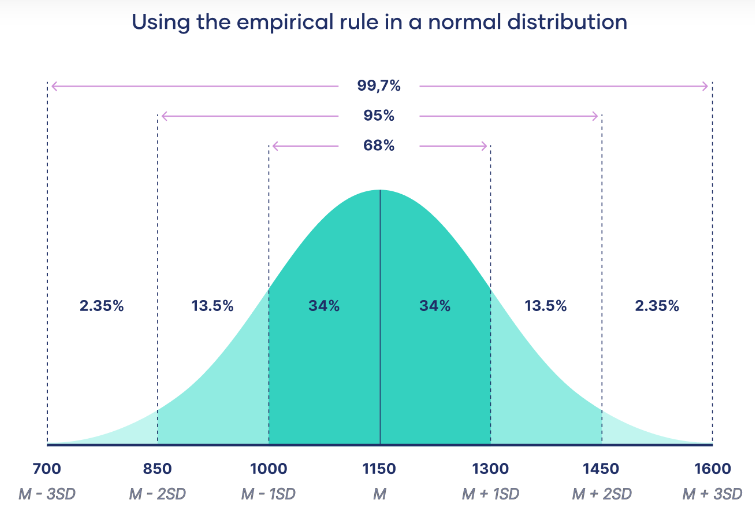 Using the empirical rule in a normal distribution
99,7%
95%
68%
2.35% 13.5% 34% 34% 13.5% 2.35%
700 850 1000 1150 1300 1450 1600
M − 3SD M − 2SD M − 1SD M M + 1SD M + 2SD M + 3SD